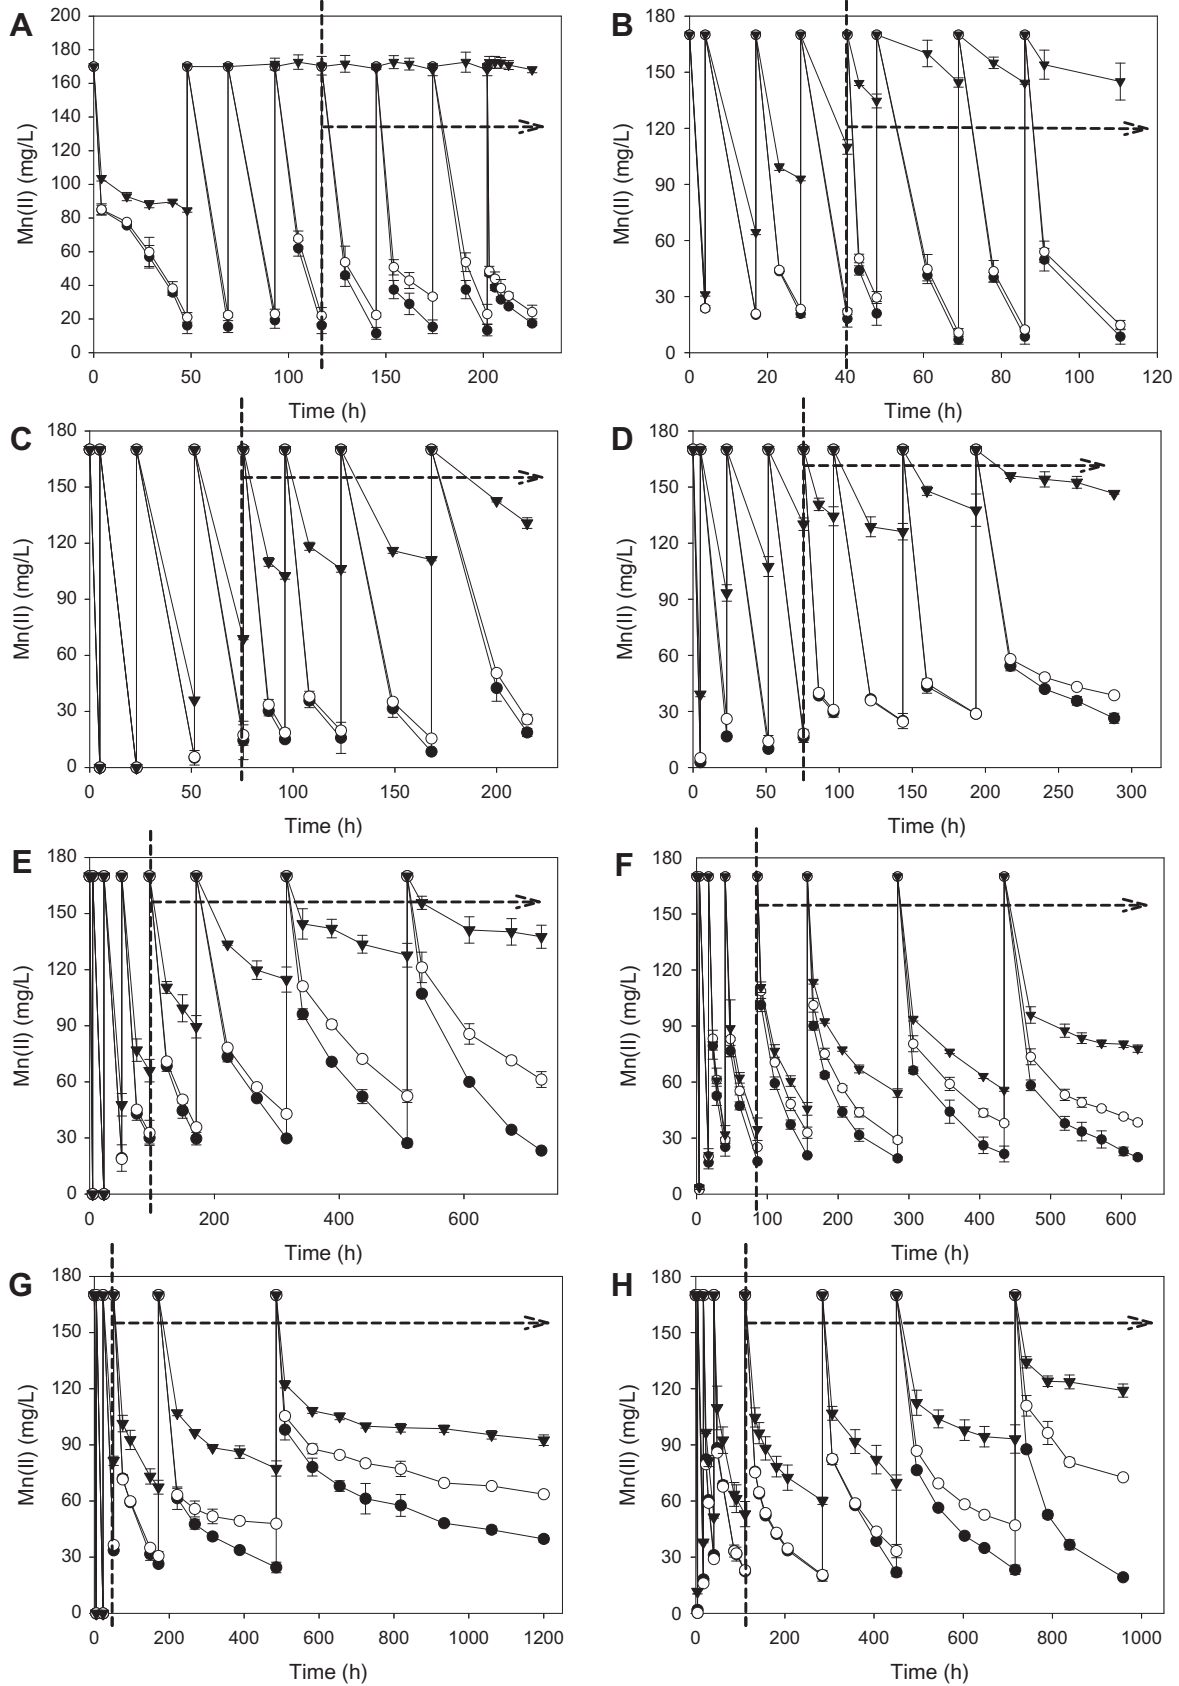 A
B
200
180
160
140
120
100
80
60
40
20
0
Mn(II) (mg/L)
0 50 100 150 200
Time (h)
180
150
120
90
60
30
0
Mn(II) (mg/L)
0 20 40 60 80 100 120
Time (h)
C
D
180
150
120
90
60
30
0
Mn(II) (mg/L)
0 50 100 150 200
Time (h)
180
150
120
90
60
30
0
Mn(II) (mg/L)
0 50 100 150 200 250 300
Time (h)
E
F
180
150
120
90
60
30
0
Mn(II) (mg/L)
0 200 400 600
Time (h)
180
150
120
90
60
30
0
Mn(II) (mg/L)
0 100 200 300 400 500 600
Time (h)
G
H
180
150
120
90
60
30
0
Mn(II) (mg/L)
0 200 400 600 800 1000 1200
Time (h)
180
150
120
90
60
30
0
Mn(II) (mg/L)
0 200 400 600 800 1000
Time (h)